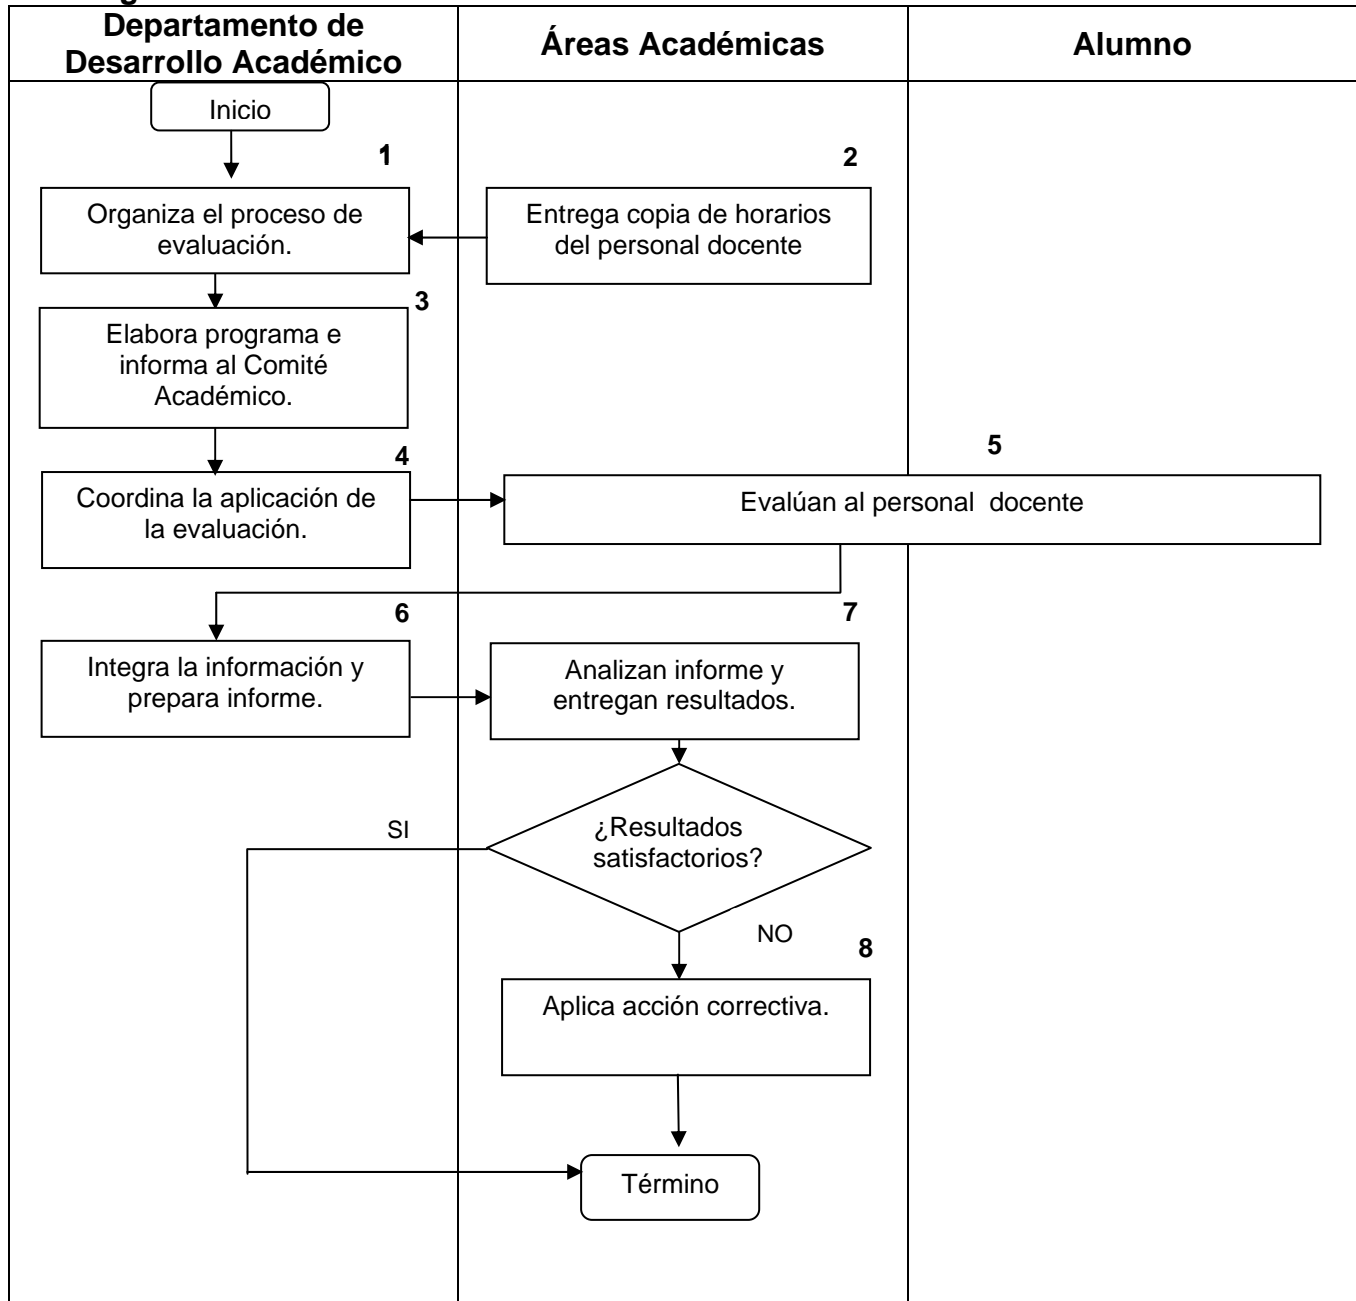 Departamento de
Desarrollo Académico
Áreas Académicas
Alumno
Inicio
1
2
Organiza el proceso de
evaluación.
Entrega copia de horarios
del personal docente
3
Elabora programa e
informa al Comité
Académico.
4
5
Coordina la aplicación de
la evaluación.
Evalúan al personal  docente
6
7
Integra la información y
prepara informe.
Analizan informe y
entregan resultados.
SI
¿Resultados
satisfactorios?
NO
8
Aplica acción correctiva.
Término